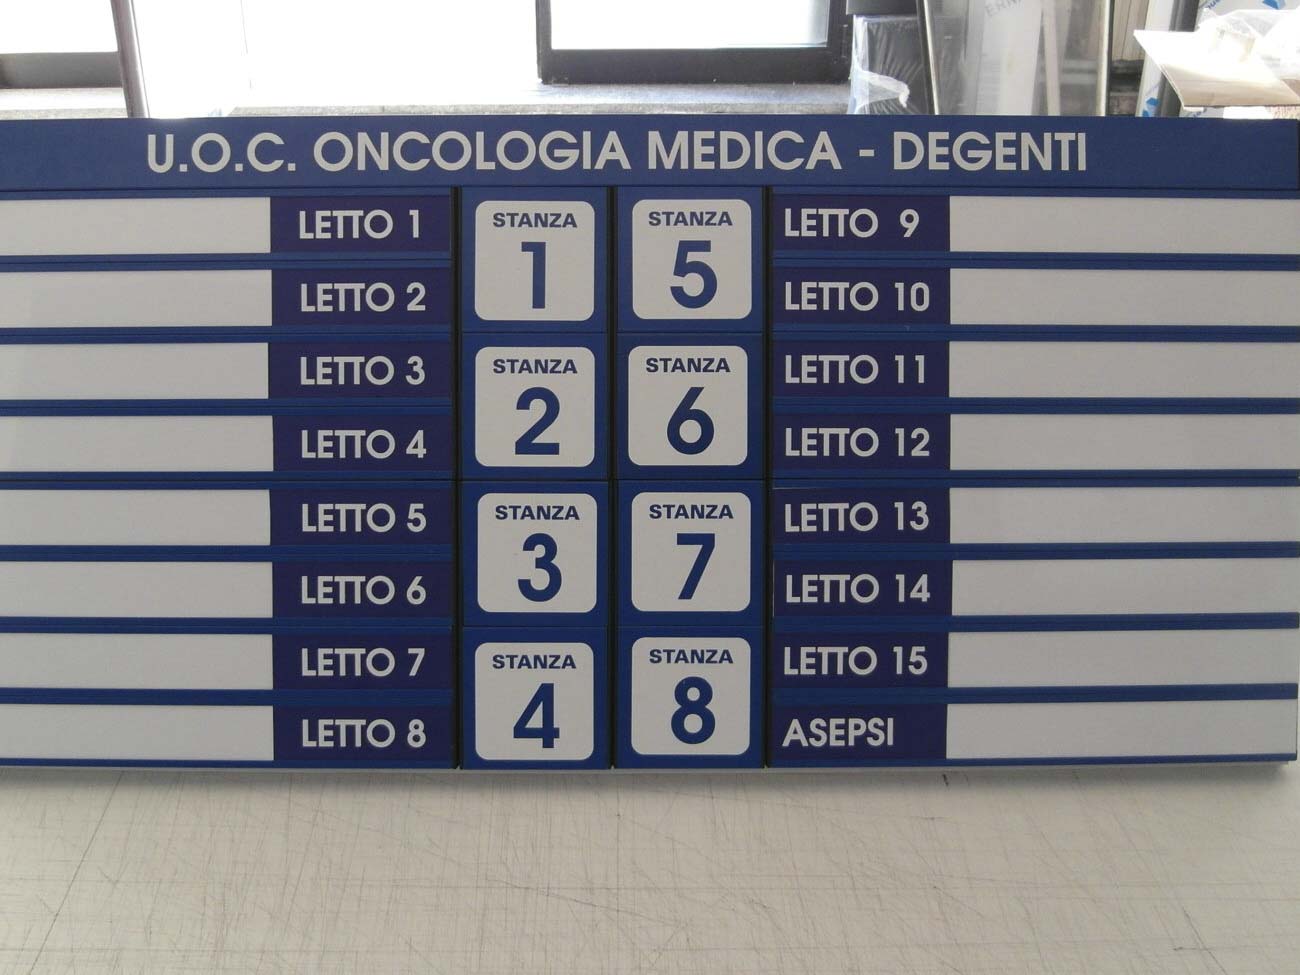 U.O.C. ONCOLOGIA MEDICA - DEGENTI
LETTO 1
LETTO 2
LETTO 3
LETTO 4
LETTO 5
LETTO 6
LETTO 7
LETTO 8
STANZA
1
STANZA
2
STANZA
3
STANZA
4
STANZA
5
STANZA
6
STANZA
7
STANZA
8
LETTO 9
LETTO 10
LETTO 11
LETTO 12
LETTO 13
LETTO 14
LETTO 15
ASEPSI